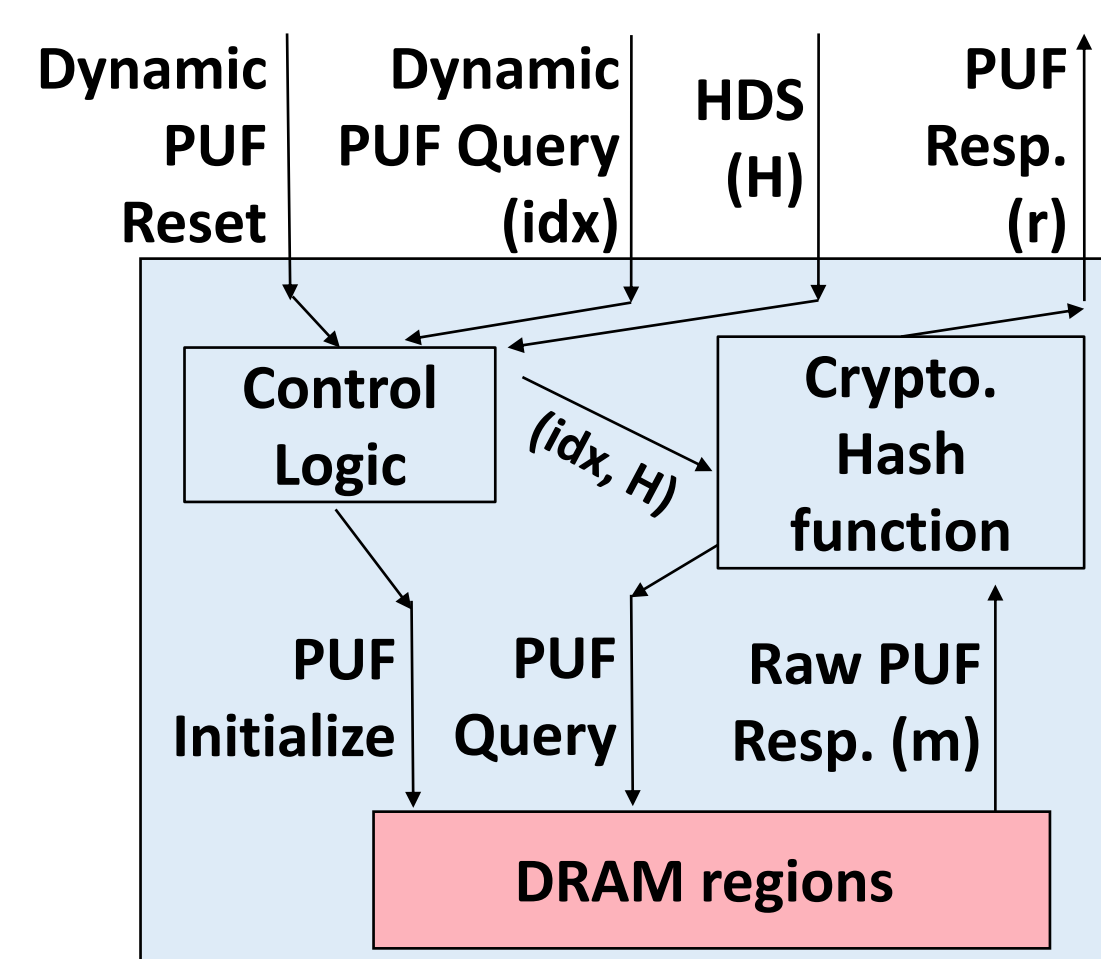 Dynamic
PUF
Reset
Dynamic
PUF Query
(idx)
HDS
(H)
PUF
Resp.
(r)
Control
Logic
(idx, H)
Crypto.
Hash
function
PUF
Initialize
PUF
Query
Raw PUF
Resp. (m)
DRAM regions